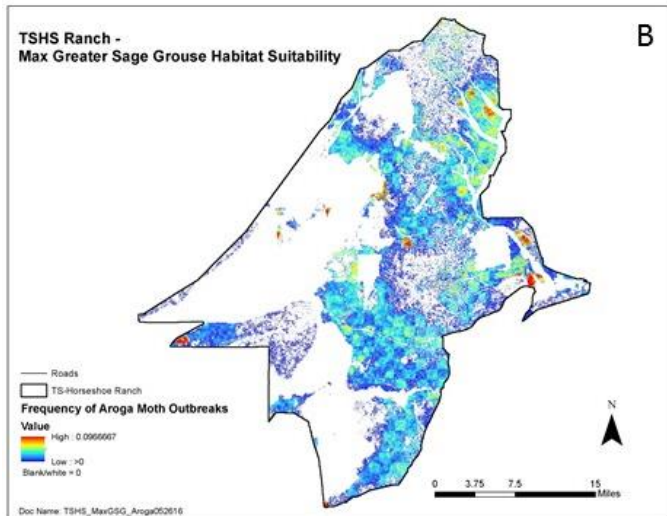 TSHS Ranch -
Max Greater Sage Grouse Habitat Suitability
B
Roads
TS-Horseshoe Ranch
Frequency of Aroga Moth Outbreaks
Value
High : 0.0966667
Low : >0
Blank/white = 0
N
0 3.75 7.5 15
Miles
Doc Name: TSHS_MaxGSG_Aroga052616